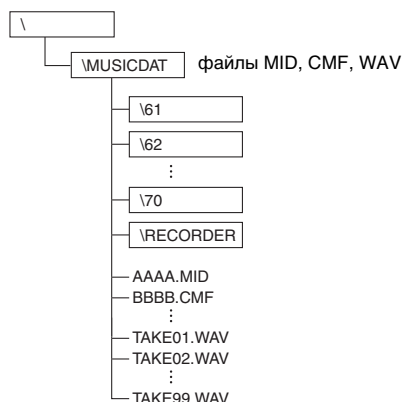 \
\MUSICDAT файлы MID, CMF, WAV
\61
\62
⋮
\70
\RECORDER
AAAA.MID
BBBB.CMF
⋮
TAKE01.WAV
TAKE02.WAV
⋮
TAKE99.WAV